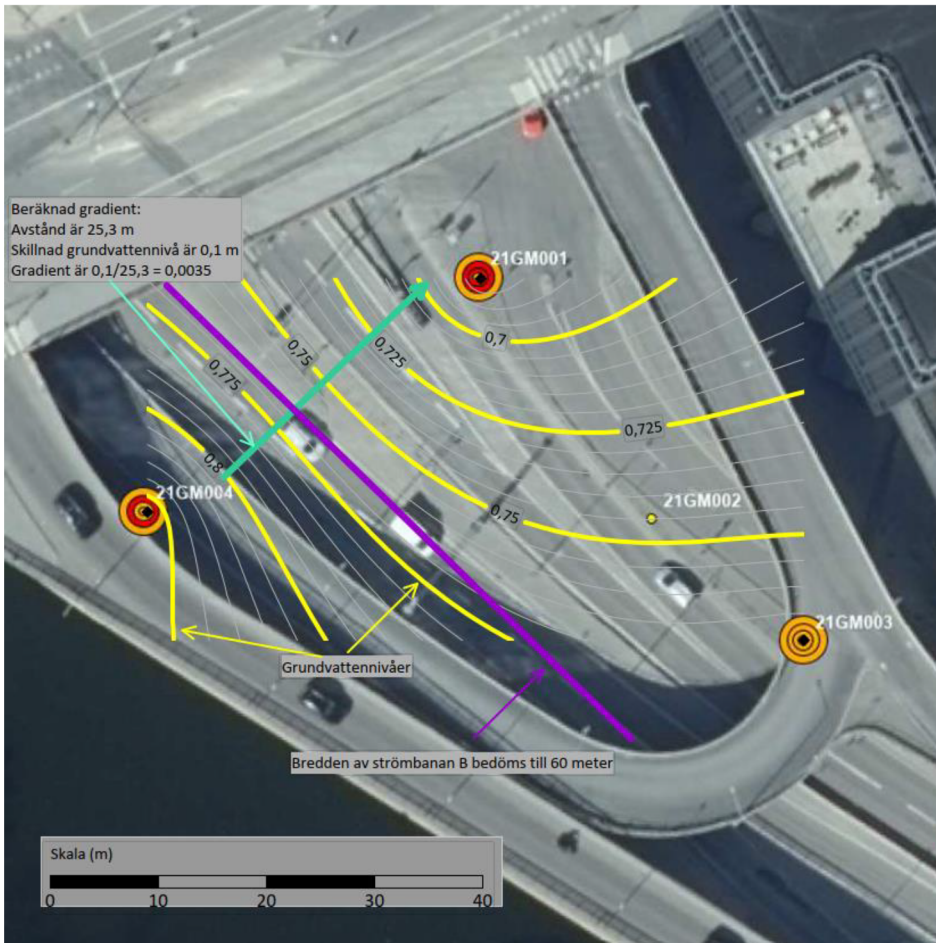 Beräknad gradient:
Avstånd är 25,3 m
Skillnad grundvattennivå är 0,1 m
Gradient är 0,1/25,3 = 0,0035
21GM001
0,7
0,75
0,725
0,775
0,725
0,8
21GM004
21GM002
0,75
21GM003
Grundvattennivåer
Bredden av strömbanan B bedöms till 60 meter
Skala (m)
0 10 20 30 40